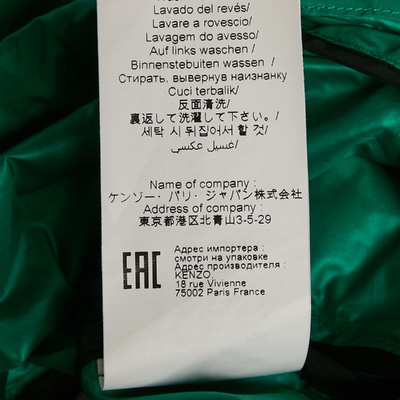 Lavado del revés/
Lavare a rovescio/
Lavagem do avesso/
Auf links waschen /
Binnenstebuiten wassen /
Стирать, вывернув наизнанку
Cuci terbalik/
反面清洗/
裏返して洗濯して下さい/
세탁 시 뒤집어서 할 것/
غسيل عكسي/
Name of company :
ケンゾー・パリ・ジャパン株式会社
Address of company :
東京都港区北青山3-5-29
EAC
Адрес импортера :
смотри на упаковке
Адрес производителя :
KENZO
18 rue Vivienne
75002 Paris France